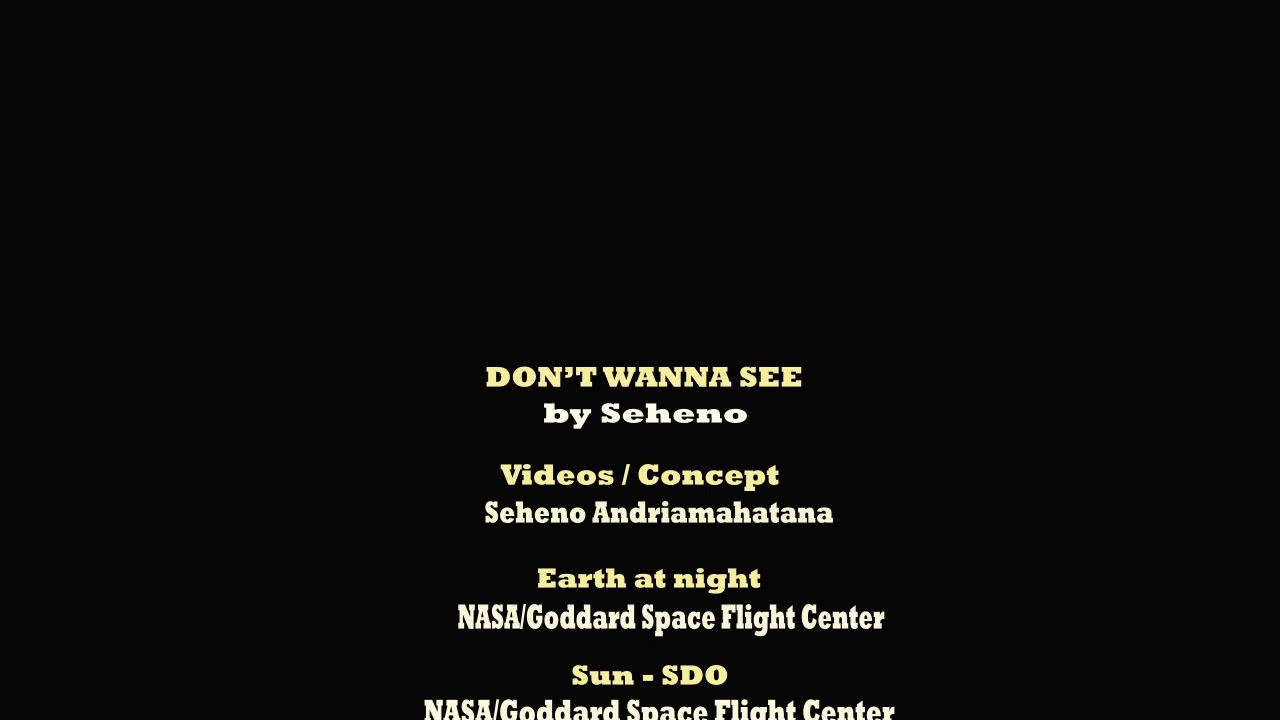 DON’T WANNA SEE
by Seheno
Videos / Concept
Seheno Andriamahatana
Earth at night
NASA/Goddard Space Flight Center
Sun - SDO
NASA/Goddard Space Flight Center